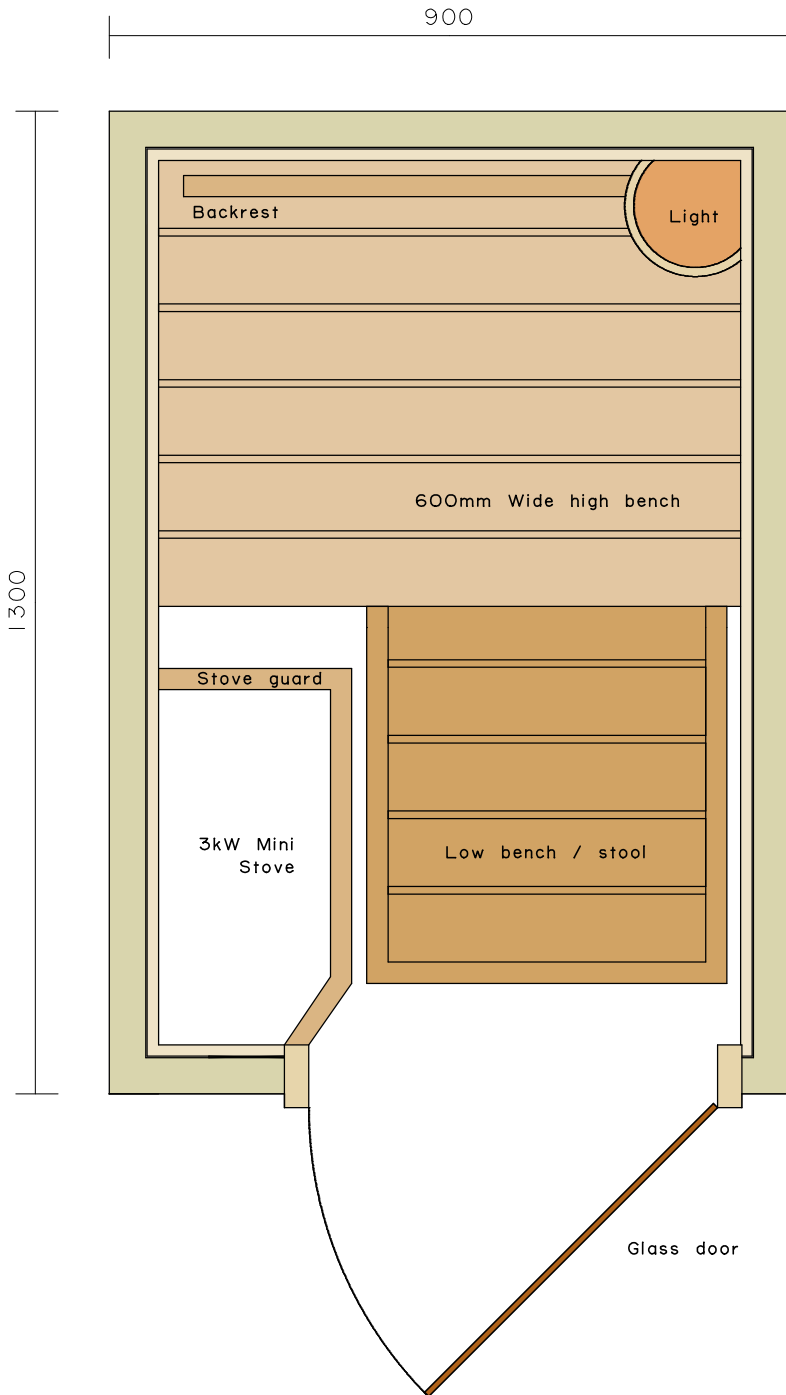 900
Backrest
Light
600mm Wide high bench
1300
Stove guard
3kW Mini
Stove
Low bench / stool
Glass door